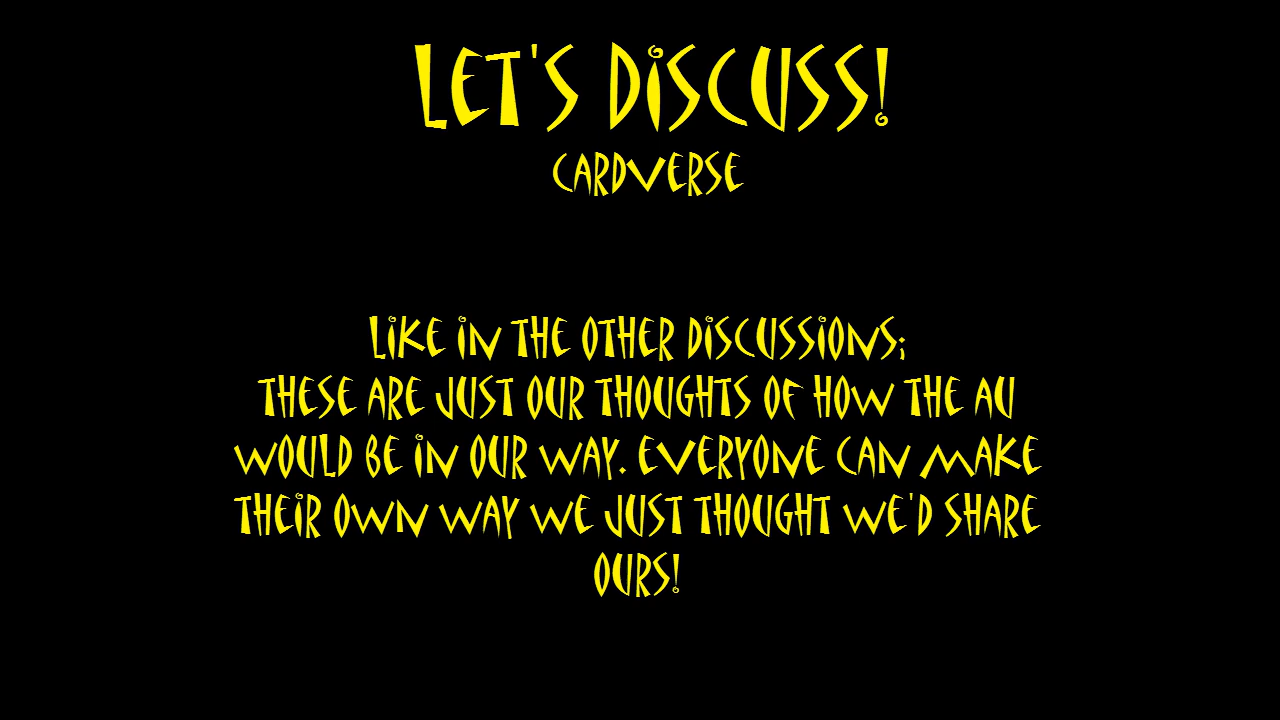 LET'S DISCUSS!
CARDVERSE
LIKE IN THE OTHER DISCUSSIONS;
THESE ARE JUST OUR THOUGHTS OF HOW THE AU
WOULD BE IN OUR WAY. EVERYONE CAN MAKE
THEIR OWN WAY WE JUST THOUGHT WE'D SHARE
OURS!